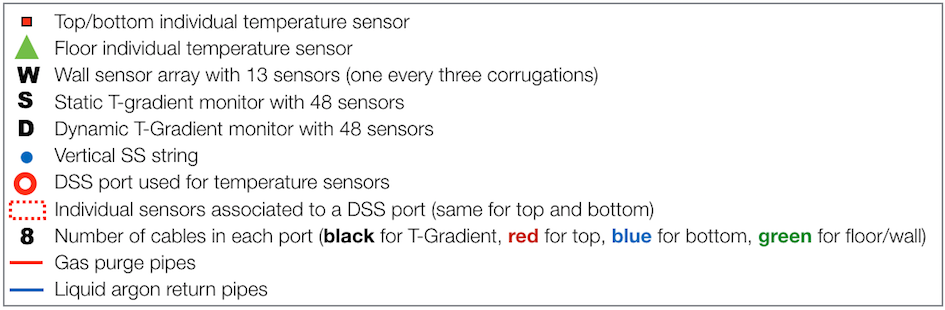 Top/bottom individual temperature sensor
Floor individual temperature sensor
W Wall sensor array with 13 sensors (one every three corrugations)
S Static T-gradient monitor with 48 sensors
D Dynamic T-Gradient monitor with 48 sensors
Vertical SS string
DSS port used for temperature sensors
Individual sensors associated to a DSS port (same for top and bottom)
8 Number of cables in each port (black for T-Gradient, red for top, blue for bottom, green for floor/wall)
Gas purge pipes
Liquid argon return pipes